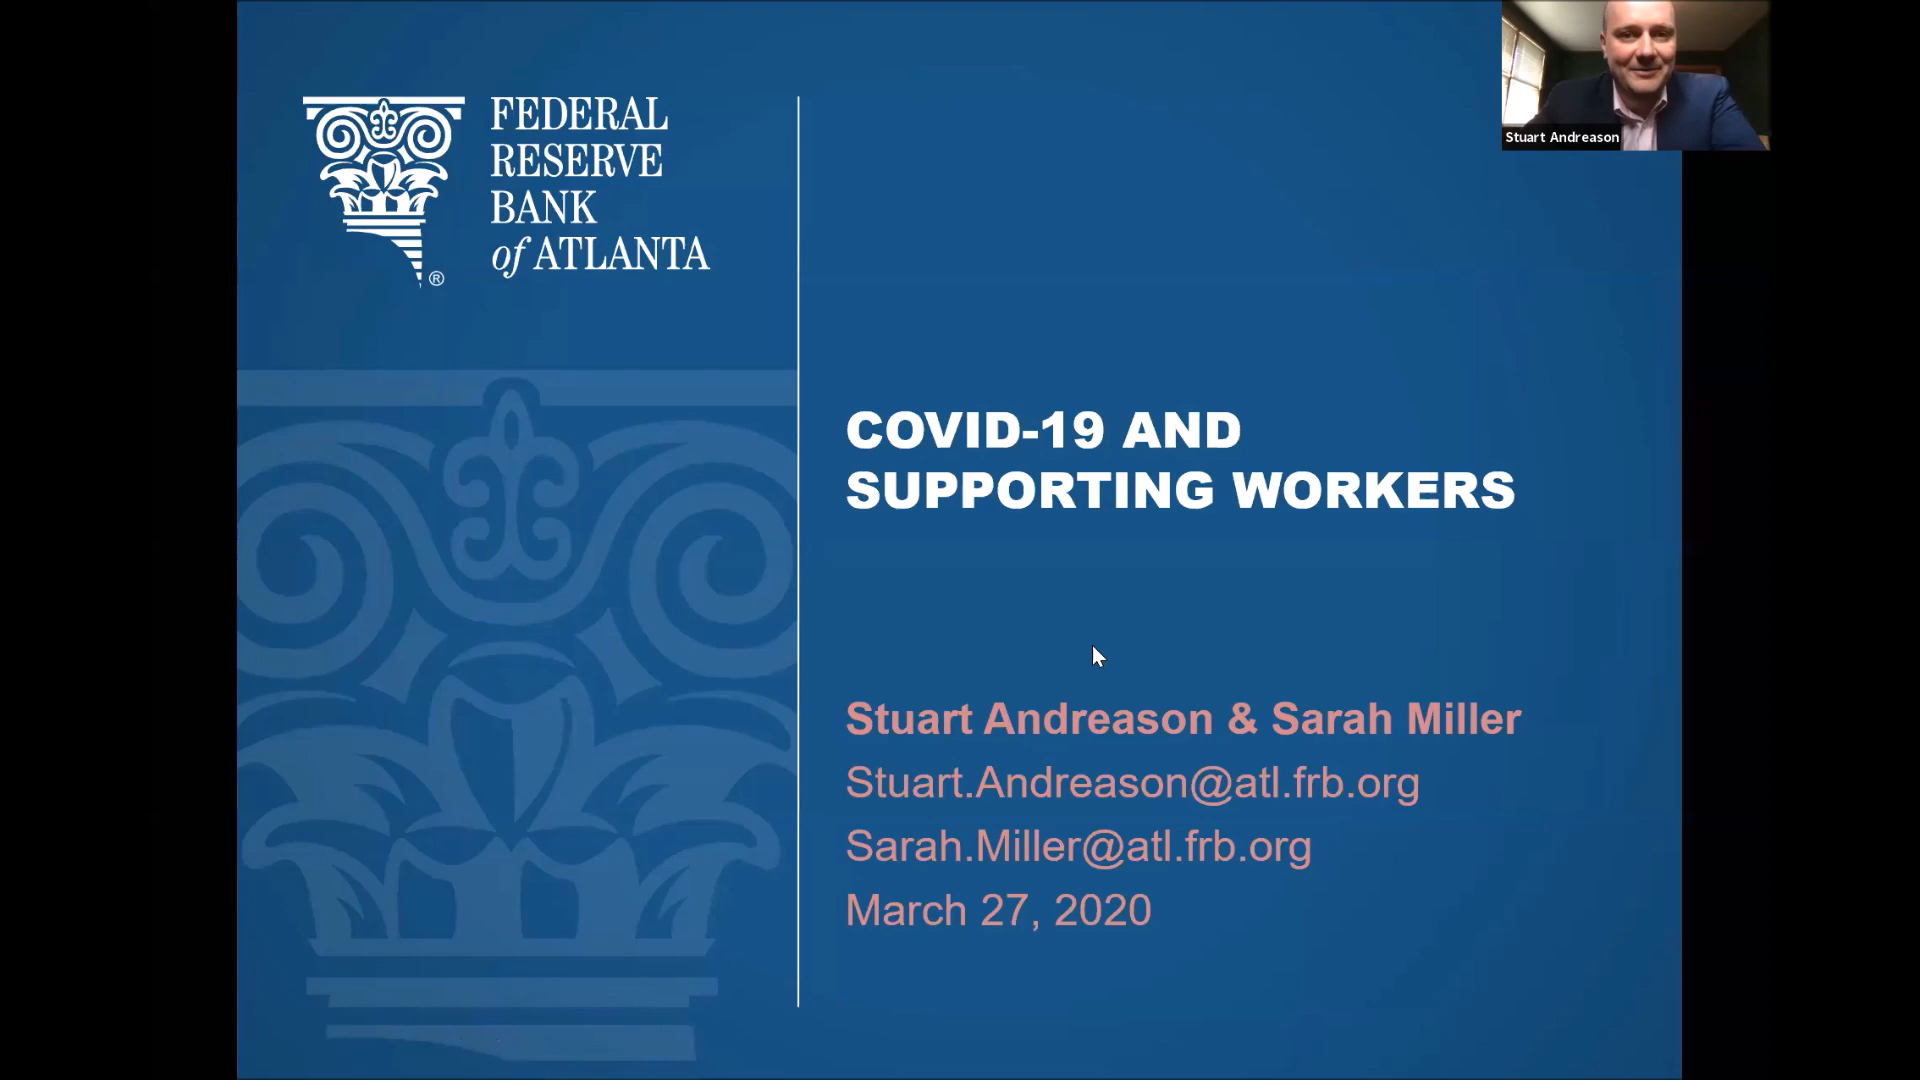 FEDERAL
RESERVE
BANK
of ATLANTA
®
Stuart Andreason
COVID-19 AND
SUPPORTING WORKERS
Stuart Andreason & Sarah Miller
Stuart.Andreason@atl.frb.org
Sarah.Miller@atl.frb.org
March 27, 2020